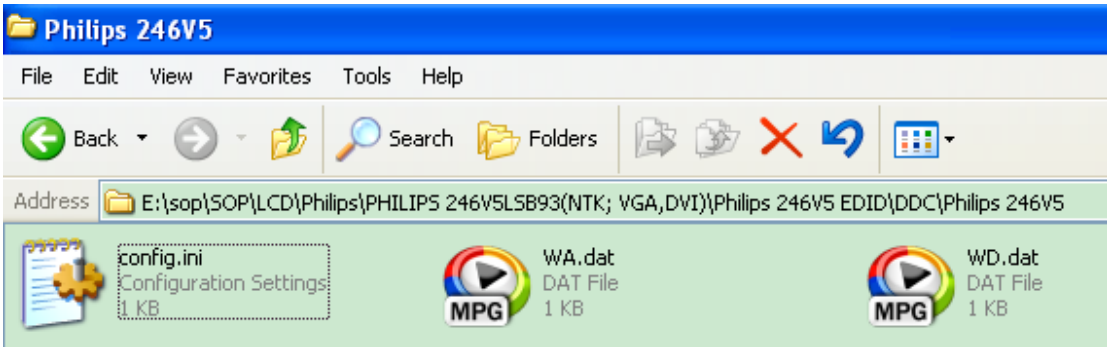 Philips 246V5
File Edit View Favorites Tools Help
Back Search Folders
Address E:\sop\SOP\LCD\Philips\PHILIPS 246V5LSB93(NTK; VGA,DVI)\Philips 246V5 EDID\DDC\Philips 246V5
config.ini
Configuration Settings
1 KB
MPG
WA.dat
DAT File
1 KB
MPG
WD.dat
DAT File
1 KB